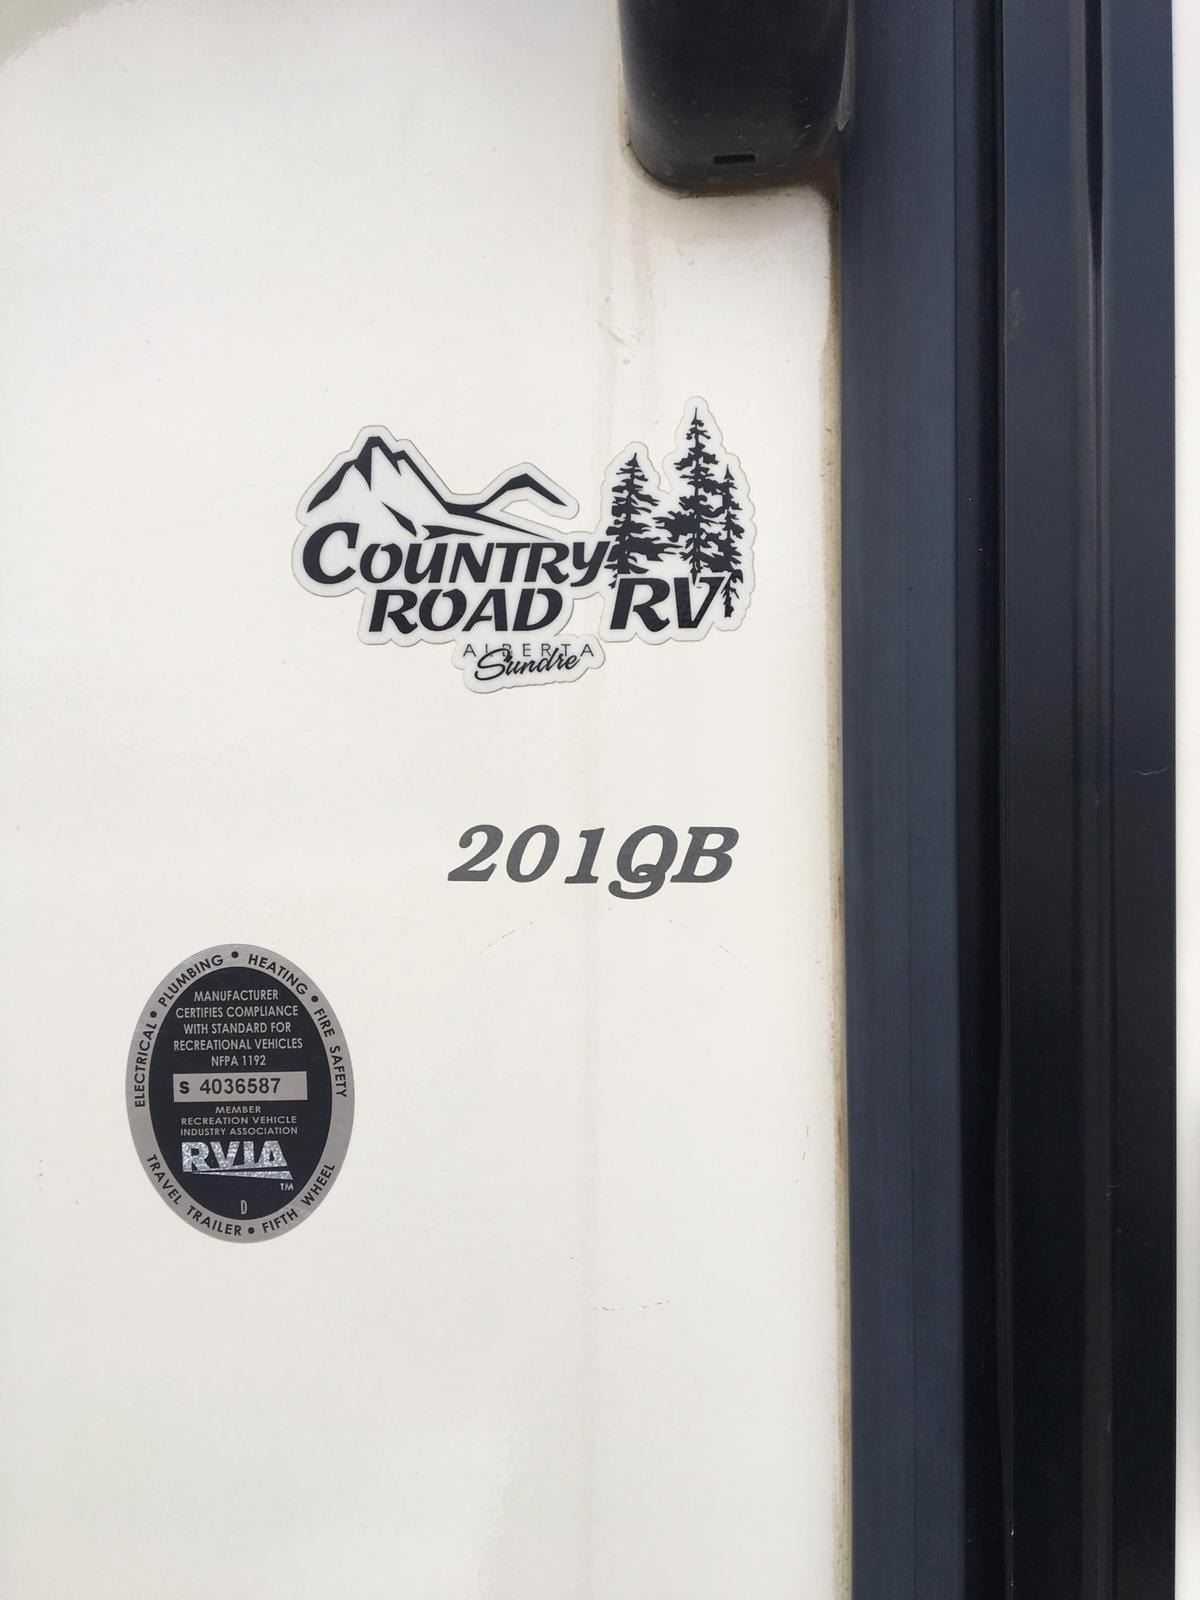 COUNTRY
ROAD RV
ALBERTA
Sundre
201QB
ELECTRICAL • PLUMBING • HEATING • FIRE SAFETY
MANUFACTURER
CERTIFIES COMPLIANCE
WITH STANDARD FOR
RECREATIONAL VEHICLES
NFPA 1192
S 4036587
MEMBER
RECREATION VEHICLE
INDUSTRY ASSOCIATION
RVIA
TM
D
TRAVEL TRAILER • FIFTH WHEEL